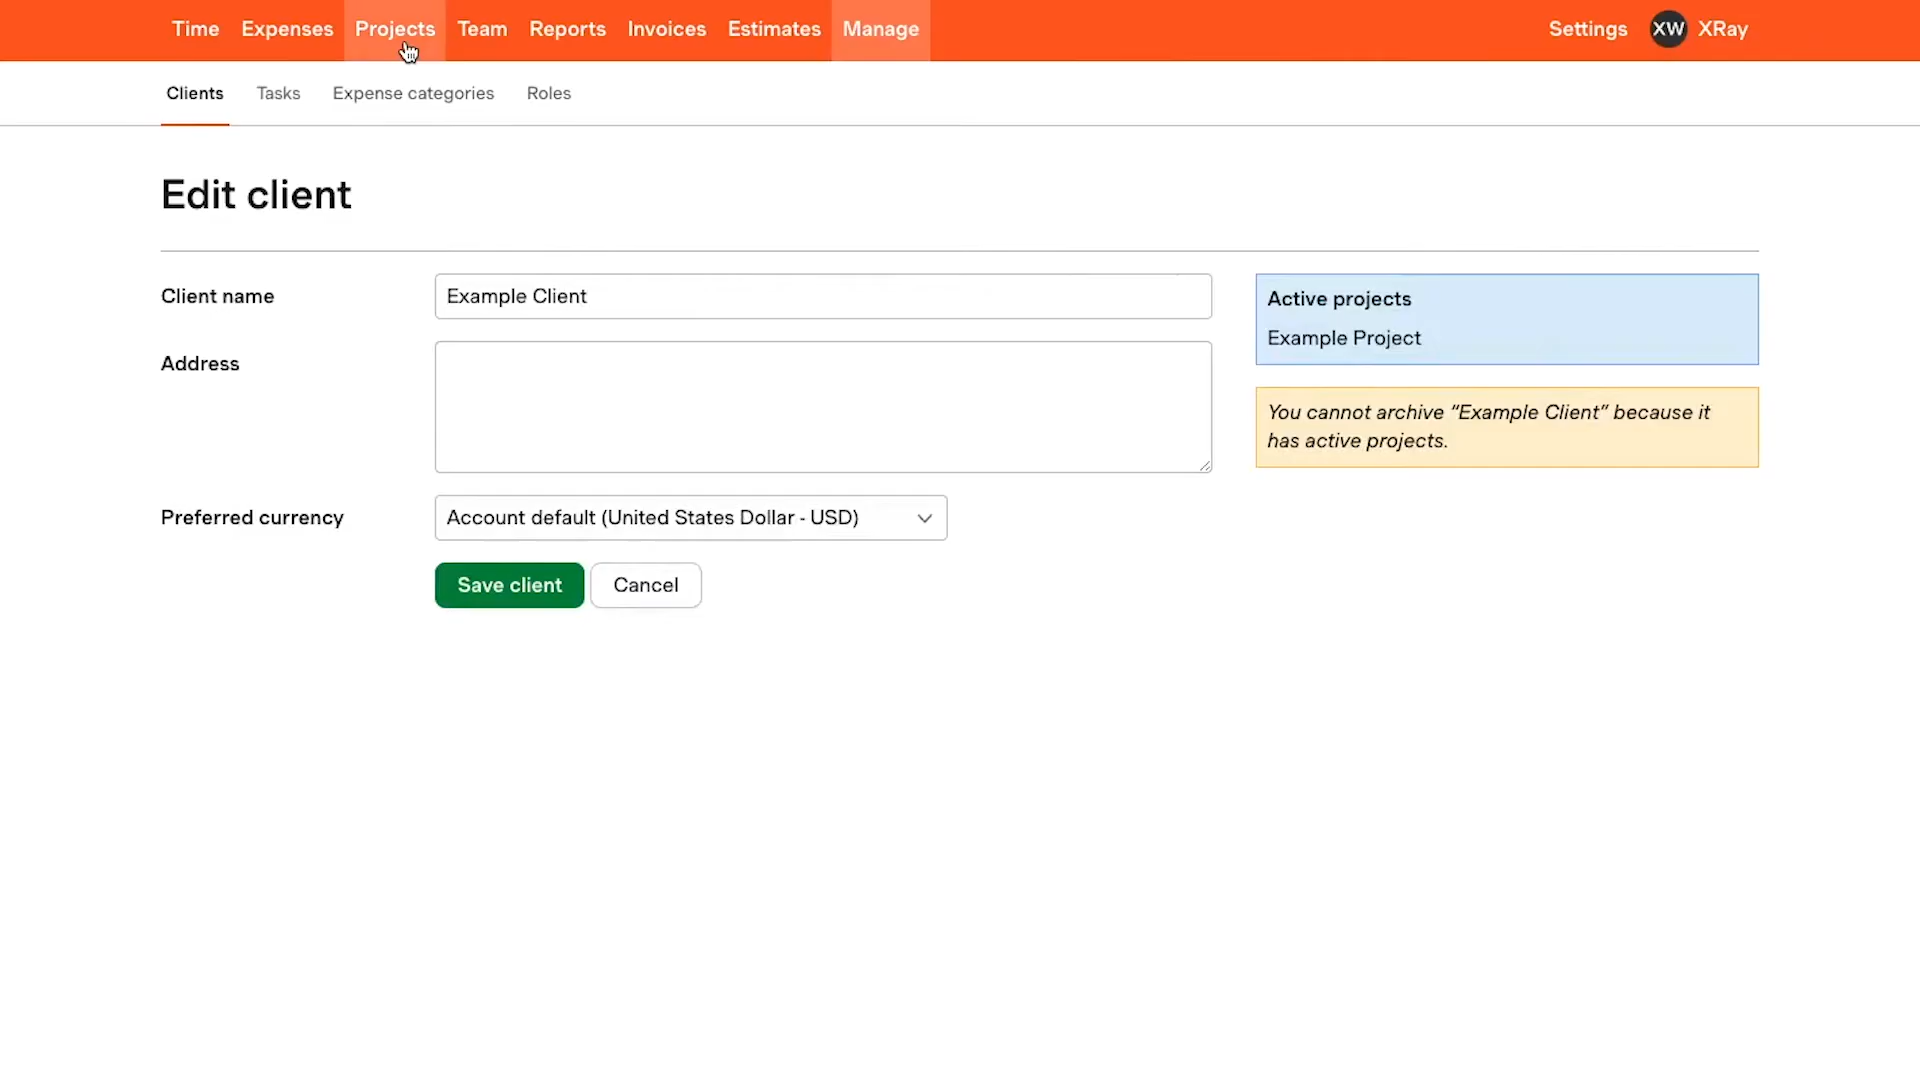 Time Expenses Projects Team Reports Invoices Estimates Manage Settings XW XRay
Clients Tasks Expense categories Roles
Edit client
Client name
Example Client
Address
Preferred currency
Account default (United States Dollar - USD)
Save client Cancel
Active projects
Example Project
You cannot archive “Example Client” because it
has active projects.